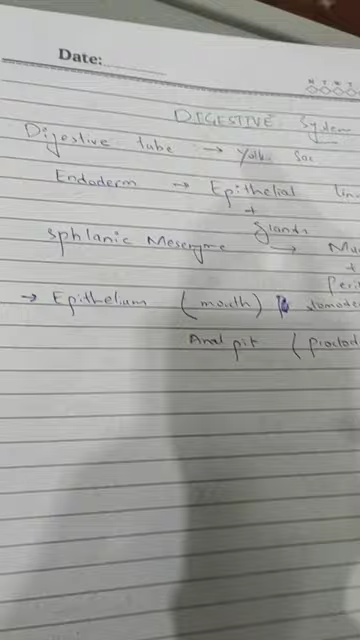 Date:
M T W T
DIGESTIVE System
Digestive tube → Yolk Sac
Endoderm → Epithelial lin
+
glands
Sphlanic Mesenyme → Mu
+
peri
→ Epithelium (mouth) stomode
Anal pit (proctod